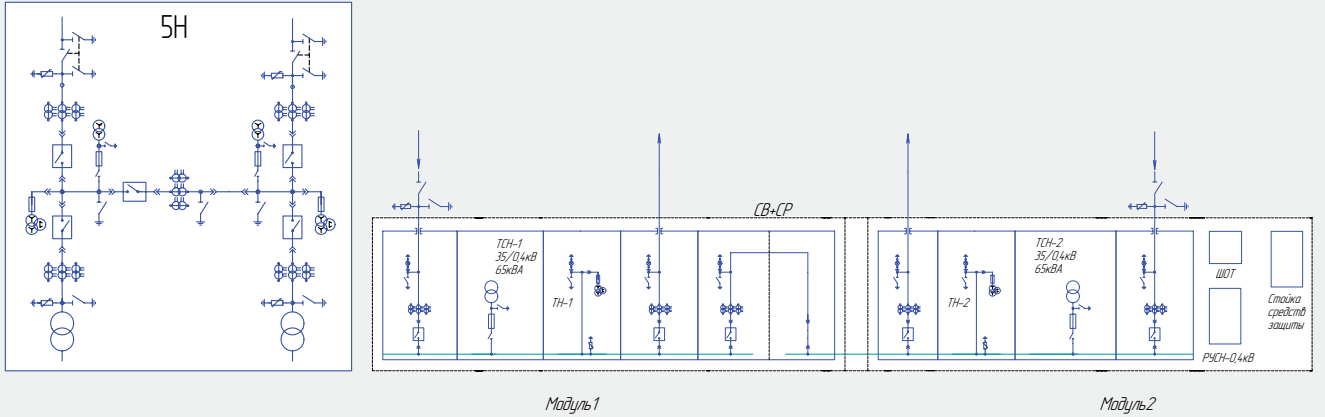 5Н
СВ+СР
ТСН-1
35/0,4кВ
65кВА
ТН-1
ТН-2
ТСН-2
35/0,4кВ
65кВА
ШОТ
Стойка
средств
защиты
РУСН-0,4кВ
Модуль1
Модуль2